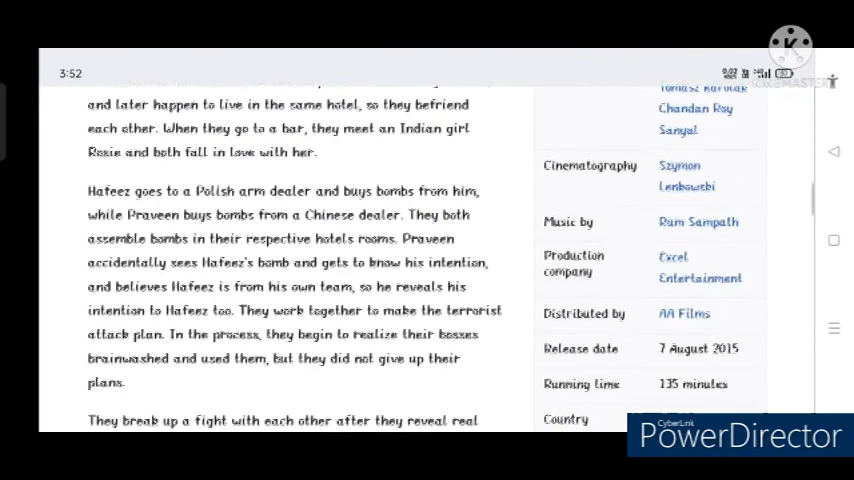 3:52
and later happen to live in the same hotel, so they befriend
each other. When they go to a bar, they meet an Indian girl
Rosie and both fall in love with her.
Hafeez goes to a Polish arm dealer and buys bombs from him,
while Praveen buys bombs from a Chinese dealer. They both
assemble bombs in their respective hotels rooms. Praveen
accidentally sees Hafeez's bomb and gets to know his intention,
and believes Hafeez is from his own team, so he reveals his
intention to Hafeez too. They work together to make the terrorist
attack plan. In the process, they begin to realize their bosses
brainwashed and used them, but they did not give up their
plans.
They break up a fight with each other after they reveal real
Tomasz Karolak
Chandan Roy
Sanyal
Cinematography
Szymon
Lenkowski
Music by
Ram Sampath
Production
company
Excel
Entertainment
Distributed by
AA Films
Release date
7 August 2015
Running time
135 minutes
Country
KINEMASTER
CyberLink
PowerDirector